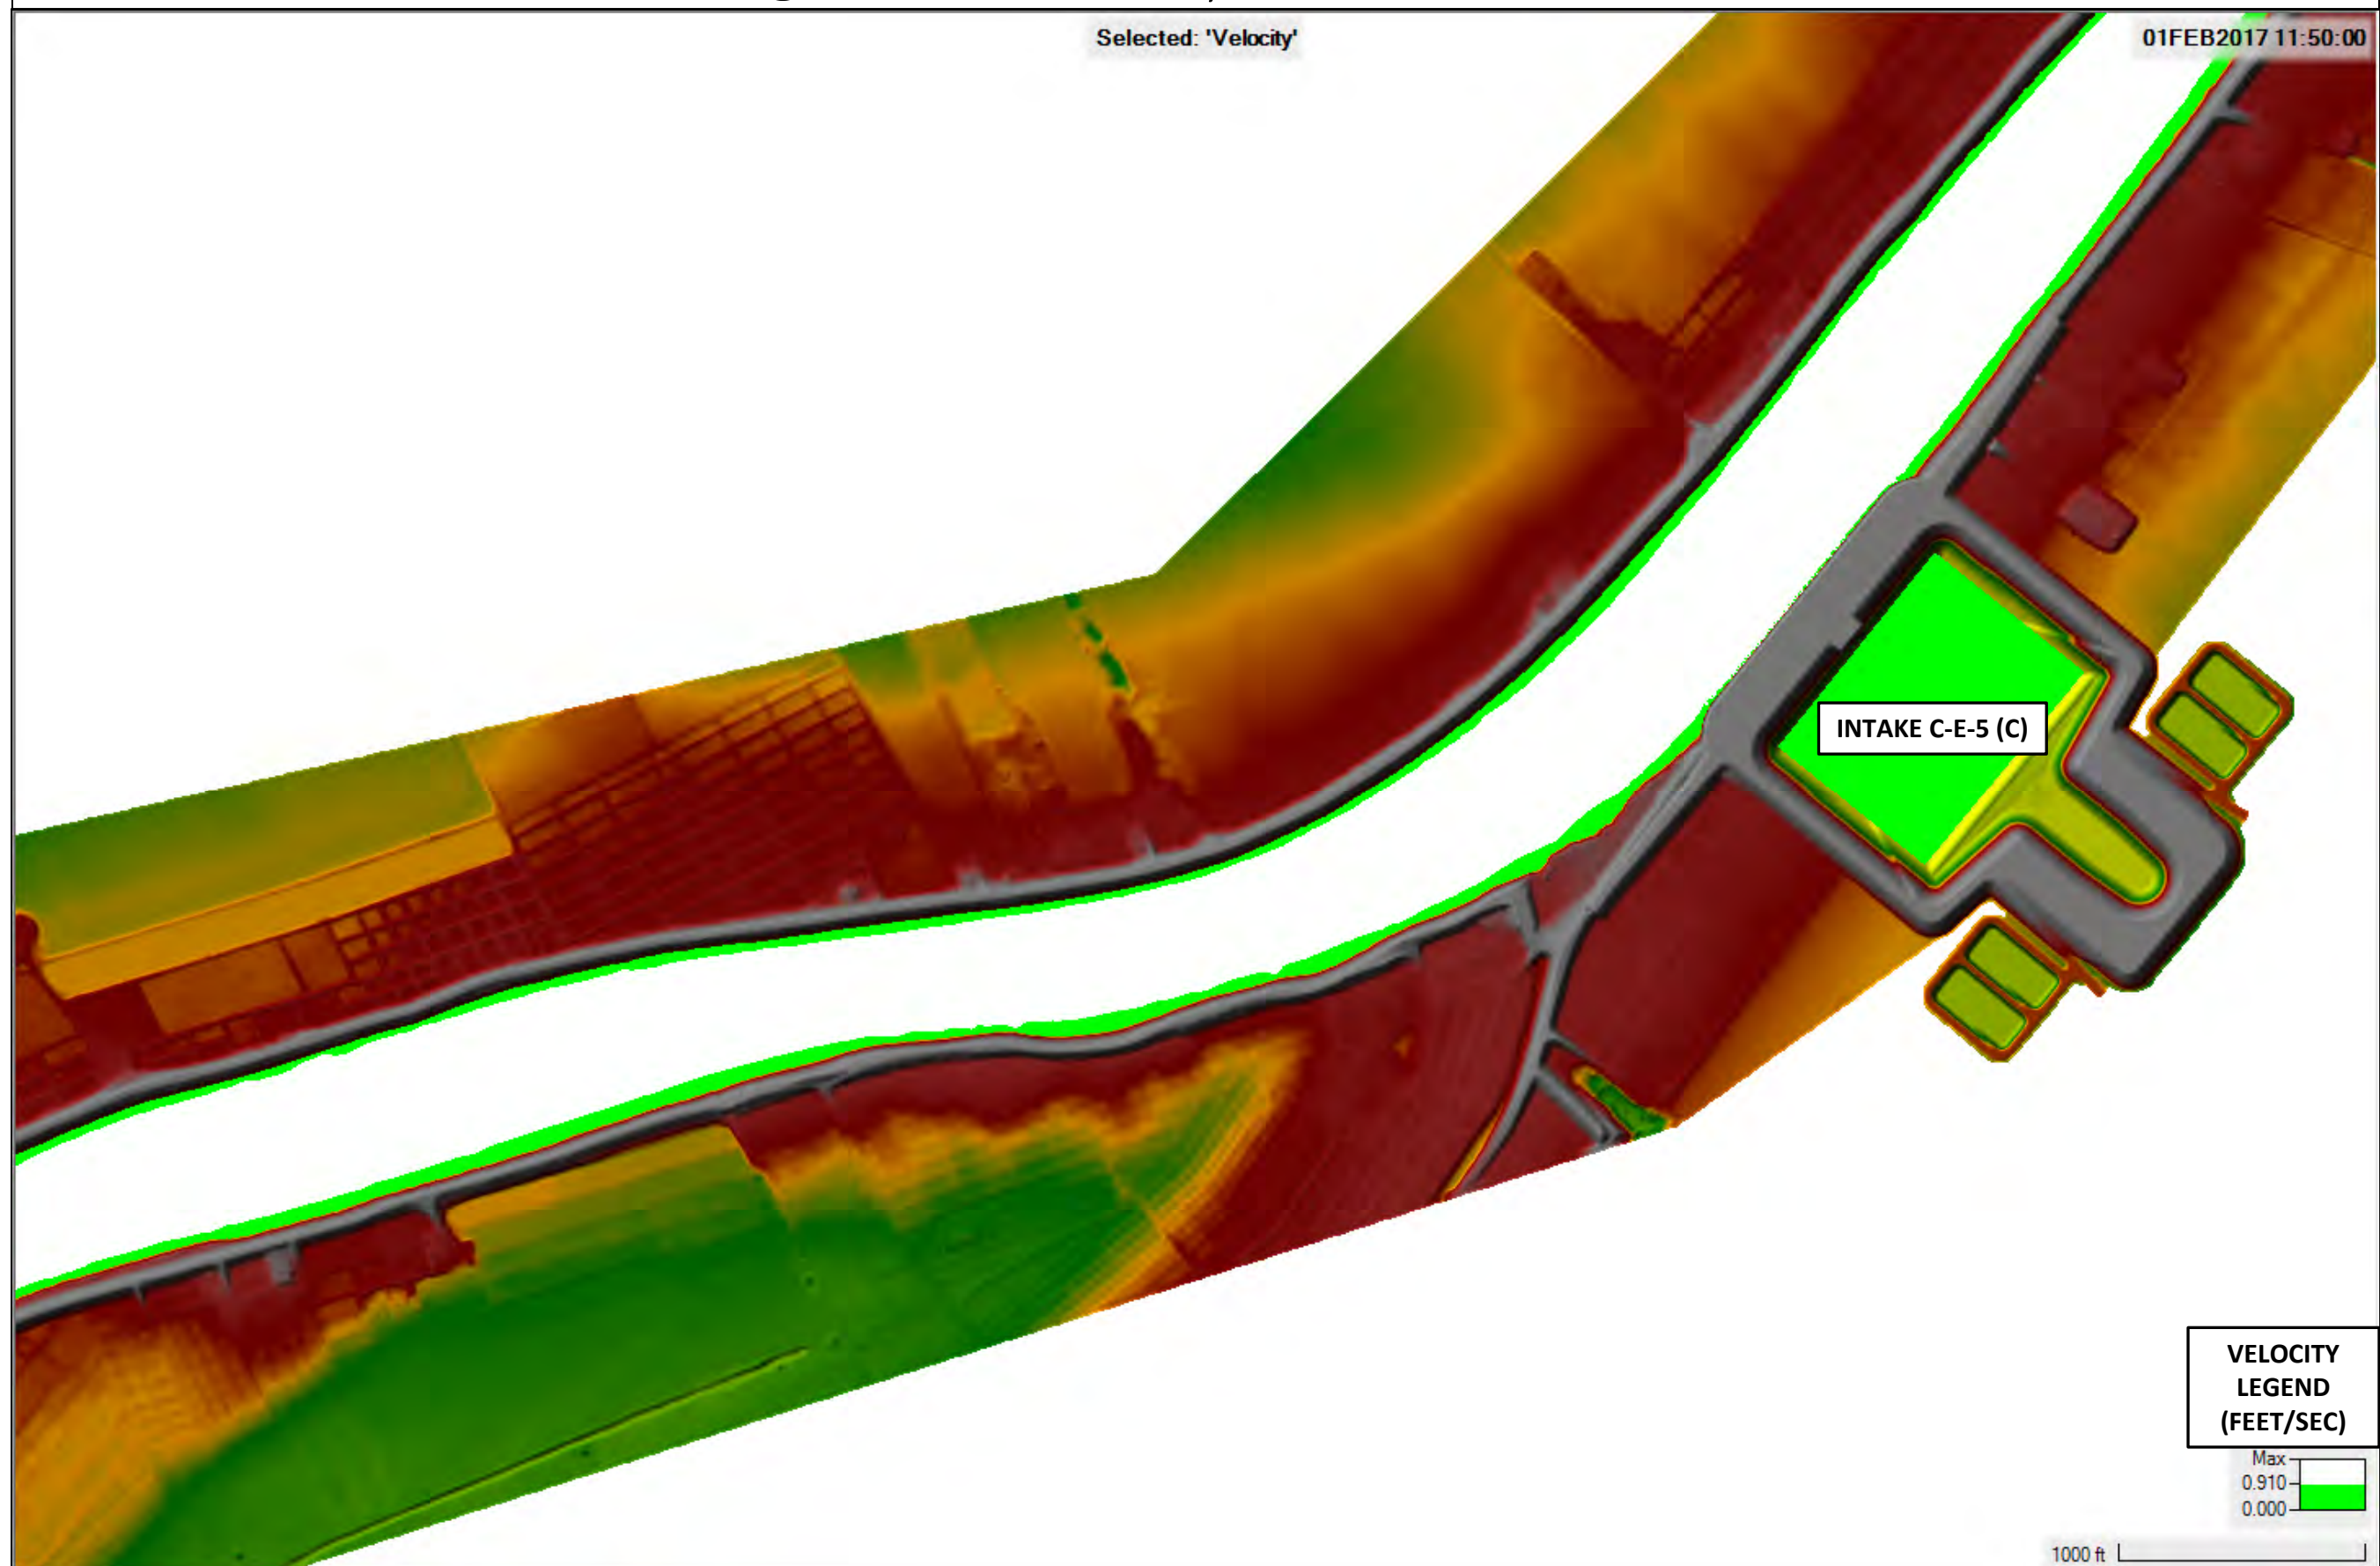 Selected: 'Velocity'
01FEB2017 11:50:00
INTAKE C-E-5 (C)
VELOCITY
LEGEND
(FEET/SEC)
Max
0.910
0.000
1000 ft